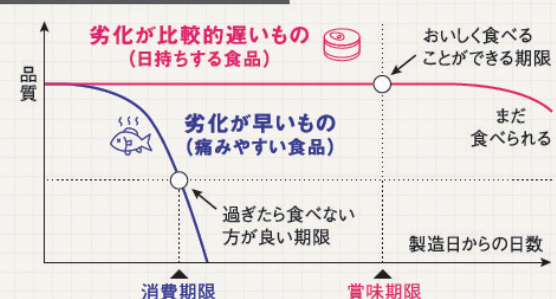 劣化が比較的遅いもの
(日持ちする食品)
おいしく食べる
ことができる期限
品質
劣化が早いもの
(痛みやすい食品)
まだ
食べられる
過ぎたら食べない
方が良い期限
製造日からの日数
消費期限
賞味期限